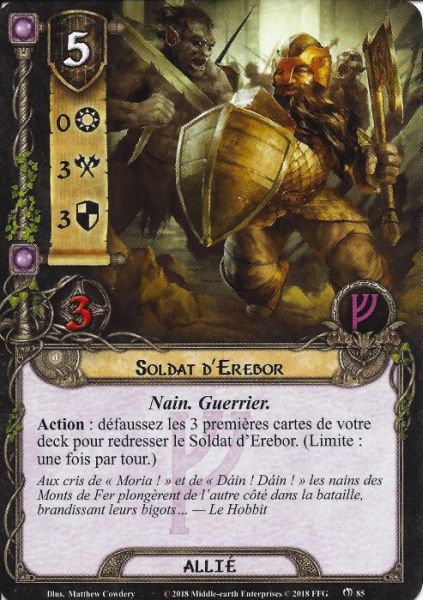 5
0
3
3
3
SOLDAT D'EREBOR
Nain. Guerrier.
Action : défaussez les 3 premières cartes de votre
deck pour redresser le Soldat d'Erebor. (Limite :
une fois par tour.)
Aux cris de « Moria ! » et de « Dáin ! Dáin ! » les nains des
Monts de Fer plongèrent de l'autre côté dans la bataille,
brandissant leurs bigots… — Le Hobbit
ALLIÉ
Illus. Matthew Cowdery © 2018 Middle-earth Enterprises © 2018 FFG 85